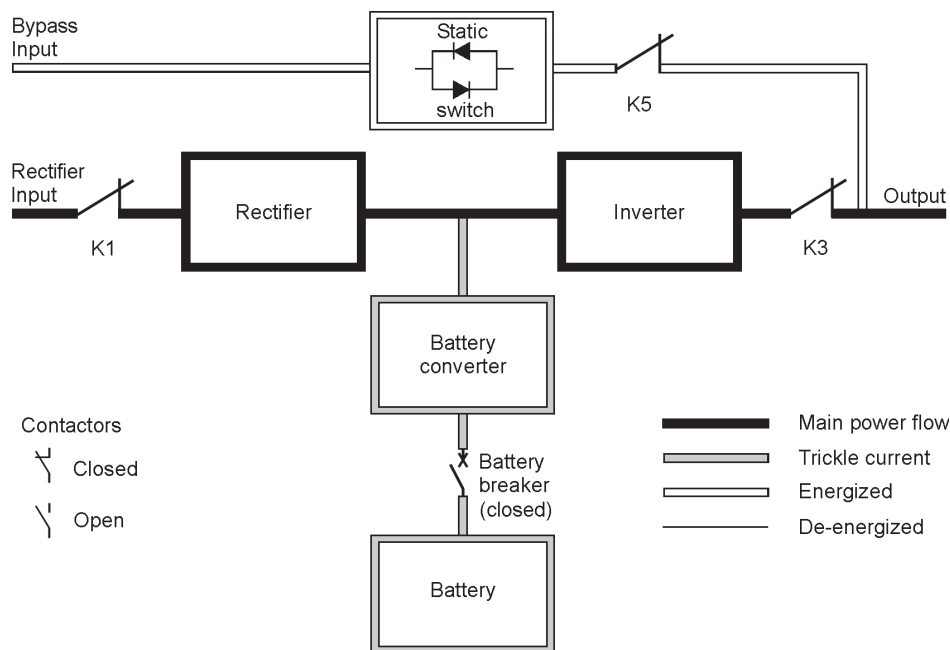 Bypass
Input
Static
switch
K5
Rectifier
Input
K1
Rectifier
Inverter
K3
Output
Battery
converter
Contactors
Closed
Open
Battery
breaker
(closed)
Battery
Main power flow
Trickle current
Energized
De-energized